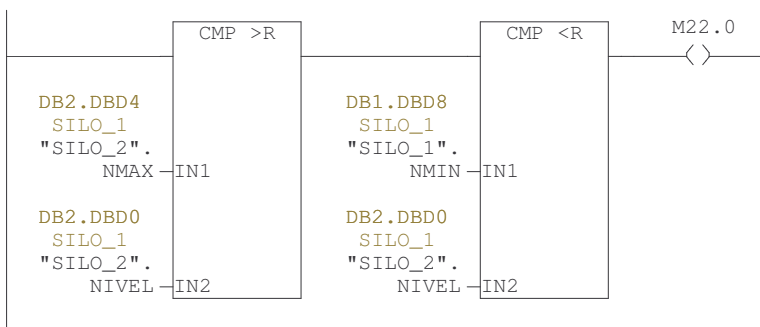 CMP >R
CMP <R
M22.0
DB2.DBD4
SILO_1
"SILO_2".
NMAX
IN1
DB1.DBD8
SILO_1
"SILO_1".
NMIN
IN1
DB2.DBD0
SILO_1
"SILO_2".
NIVEL
IN2
DB2.DBD0
SILO_1
"SILO_2".
NIVEL
IN2